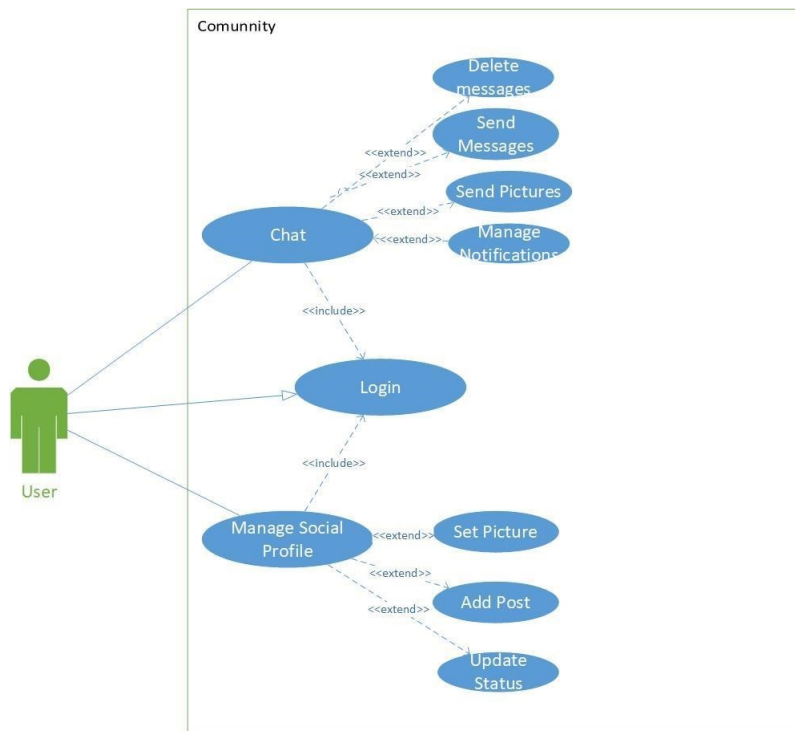 Comunnity
Delete
messages
Send
Messages
<<extend>>
<<extend>>
Send Pictures
<<extend>>
Chat
Manage
Notifications
<<extend>>
<<include>>
Login
User
<<include>>
Manage Social
Profile
<<extend>>
Set Picture
<<extend>>
Add Post
<<extend>>
Update
Status